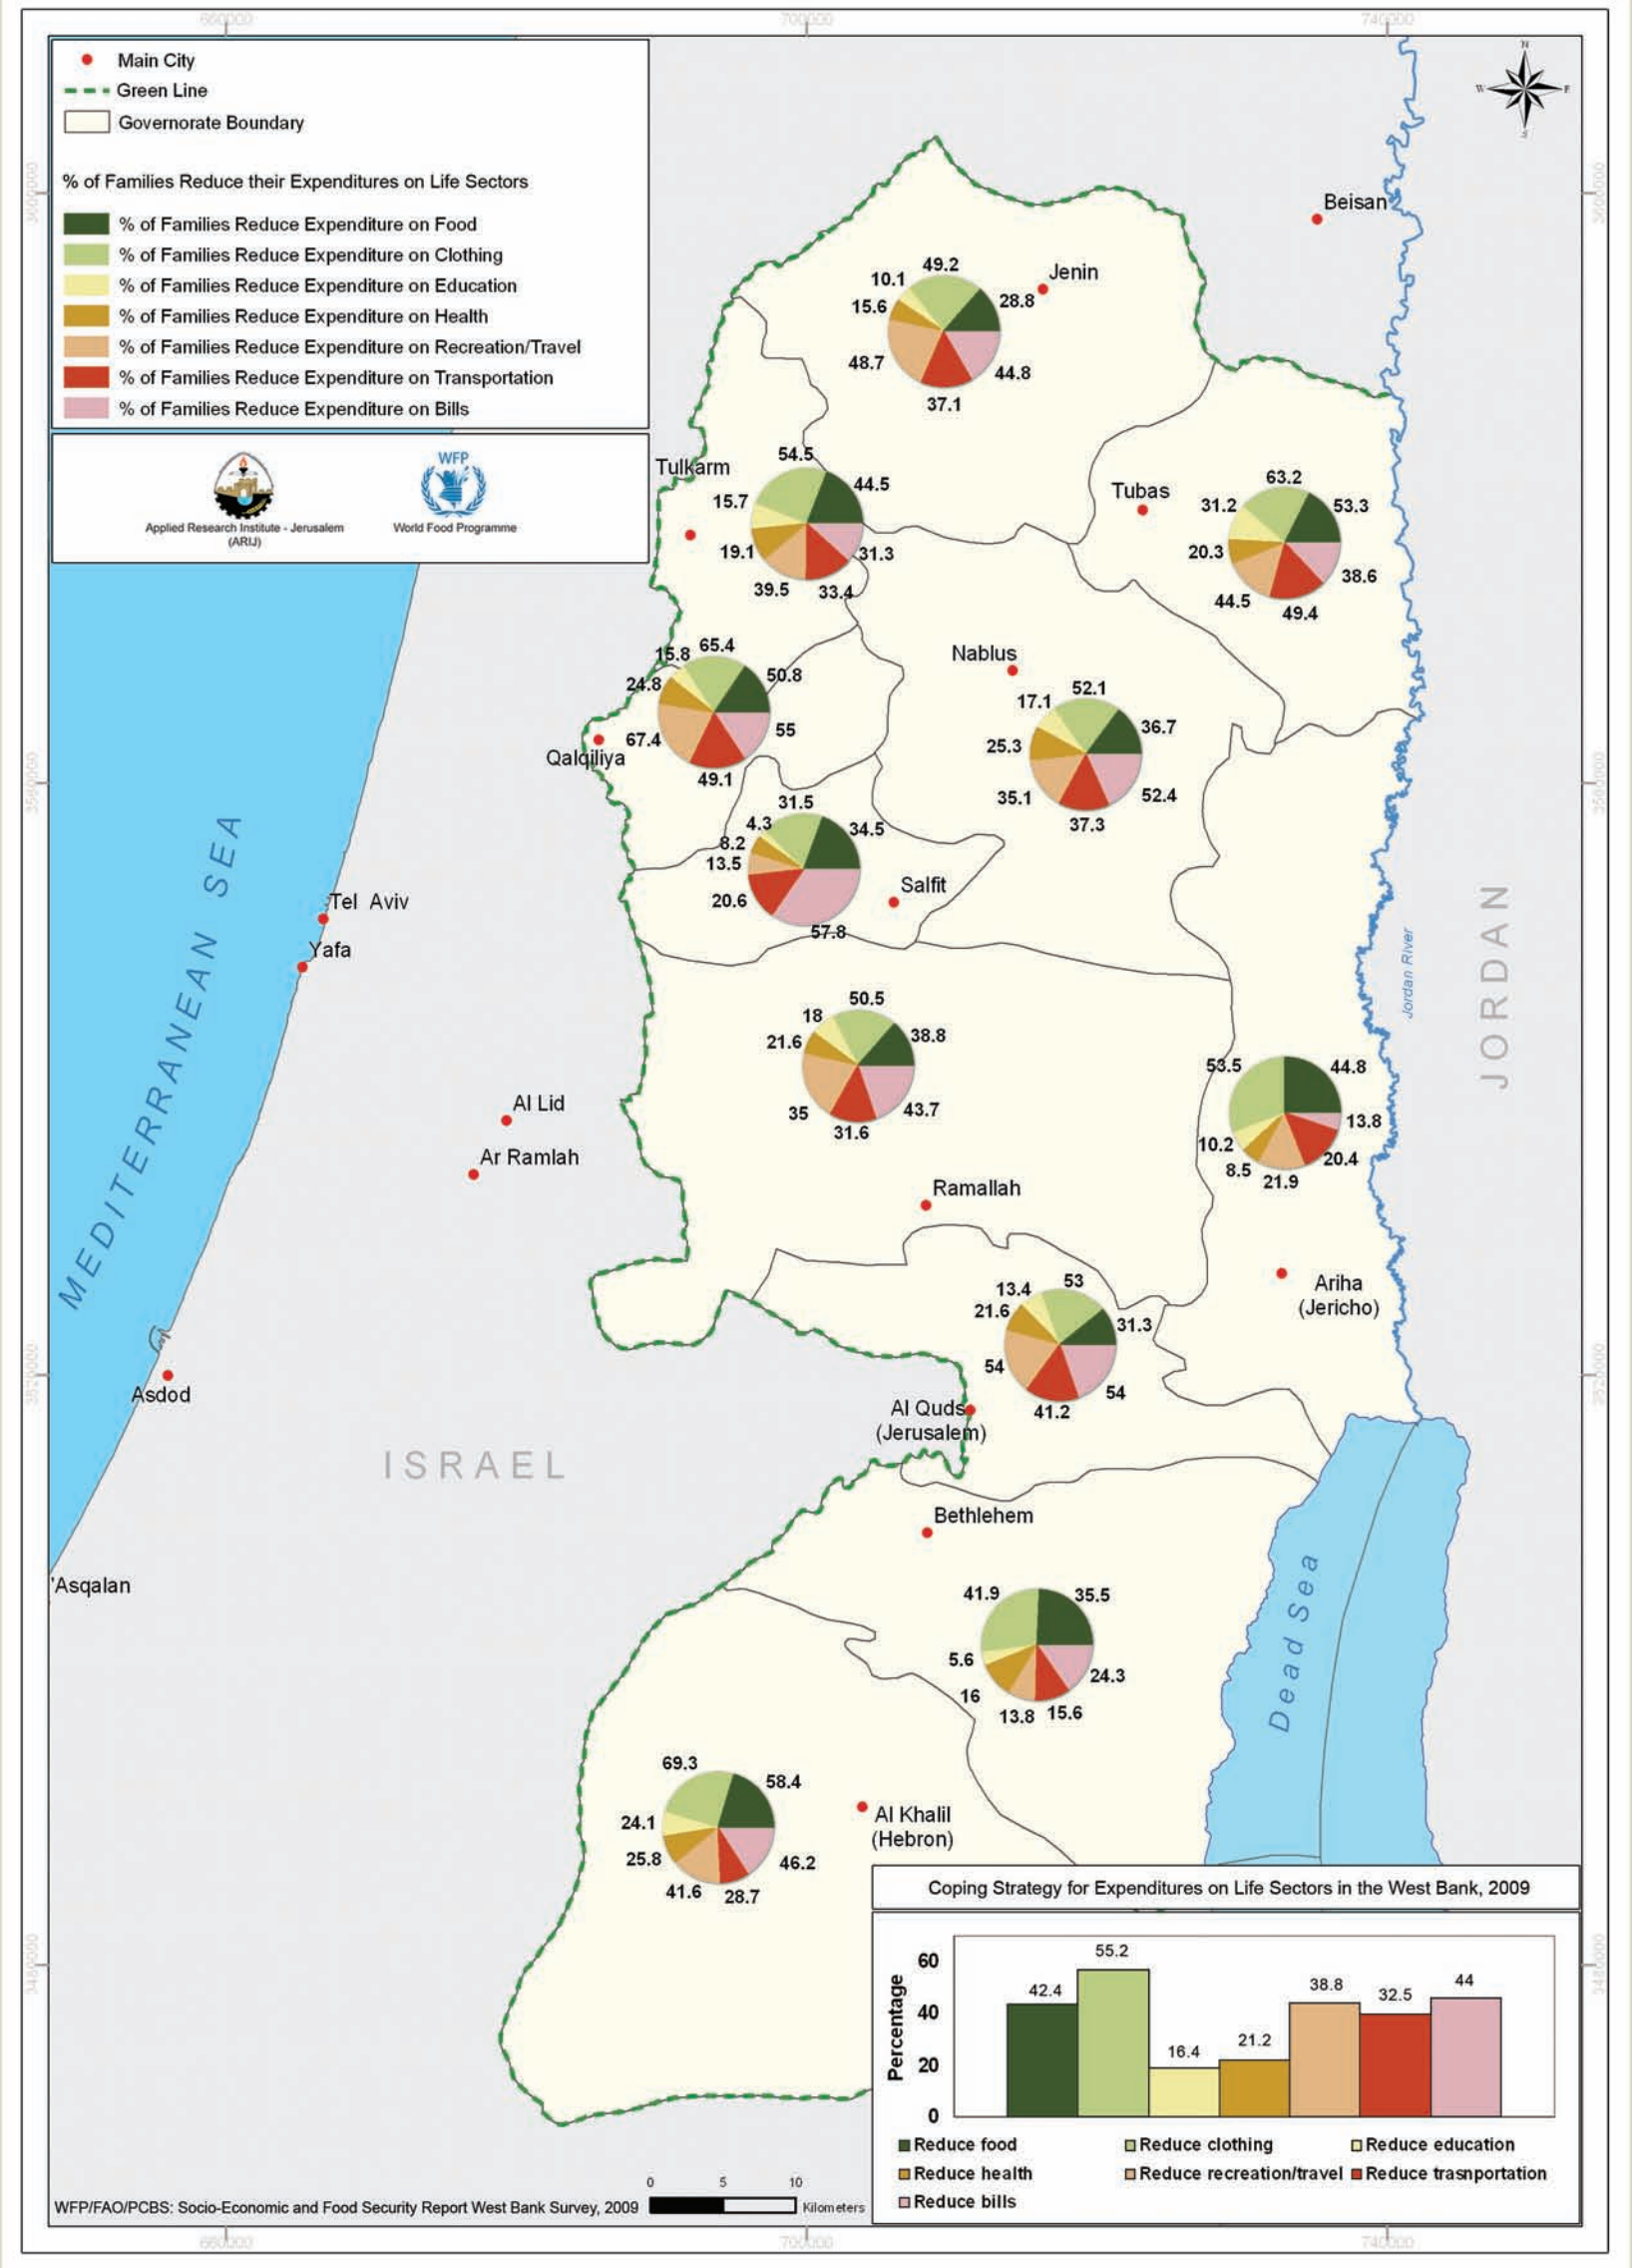 660000
700000
740000
Main City
Green Line
Governorate Boundary
% of Families Reduce their Expenditures on Life Sectors
% of Families Reduce Expenditure on Food
% of Families Reduce Expenditure on Clothing
% of Families Reduce Expenditure on Education
% of Families Reduce Expenditure on Health
% of Families Reduce Expenditure on Recreation/Travel
% of Families Reduce Expenditure on Transportation
% of Families Reduce Expenditure on Bills
WFP
Applied Research Institute - Jerusalem
(ARIJ)
World Food Programme
N
W
E
S
Beisan
Jenin
49.2
10.1
28.8
15.6
48.7
44.8
37.1
Tulkarm
54.5
44.5
15.7
19.1
31.3
39.5
33.4
Tubas
63.2
31.2
53.3
20.3
38.6
44.5
49.4
65.4
15.8
50.8
24.8
55
67.4
49.1
Qalqiliya
Nablus
52.1
17.1
36.7
25.3
35.1
52.4
37.3
31.5
4.3
34.5
8.2
13.5
20.6
57.8
Salfit
MEDITERRANEAN SEA
Tel Aviv
Yafa
Jordan River
JORDAN
50.5
18
38.8
21.6
35
43.7
31.6
53.5
44.8
13.8
10.2
20.4
8.5
21.9
Al Lid
Ar Ramlah
Ramallah
Ariha
(Jericho)
53
13.4
21.6
31.3
54
54
41.2
Al Quds
(Jerusalem)
Asdod
ISRAEL
Bethlehem
'Asqalan
Dead Sea
41.9
35.5
5.6
24.3
16
13.8
15.6
69.3
58.4
24.1
25.8
46.2
41.6
28.7
Al Khalil
(Hebron)
Coping Strategy for Expenditures on Life Sectors in the West Bank, 2009
Percentage
60
40
20
0
42.4
55.2
16.4
21.2
38.8
32.5
44
Reduce food
Reduce clothing
Reduce education
Reduce health
Reduce recreation/travel
Reduce trasnportation
Reduce bills
WFP/FAO/PCBS: Socio-Economic and Food Security Report West Bank Survey, 2009
0 5 10
Kilometers
660000
700000
740000